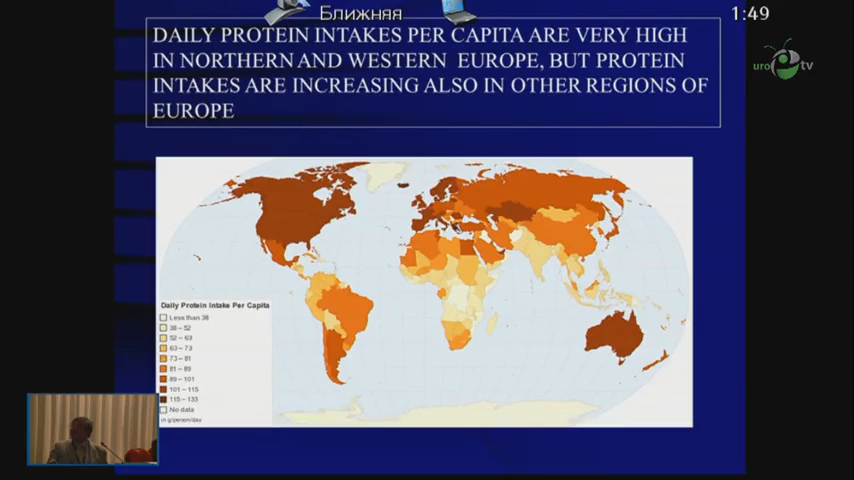 Ближняя
1:49
uro tv
DAILY PROTEIN INTAKES PER CAPITA ARE VERY HIGH
IN NORTHERN AND WESTERN EUROPE, BUT PROTEIN
INTAKES ARE INCREASING ALSO IN OTHER REGIONS OF
EUROPE
Daily Protein Intake Per Capita
Less than 38
38 – 52
52 – 63
63 – 73
73 – 81
81 – 89
89 – 101
101 – 115
115 – 133
No data
in g/person/day